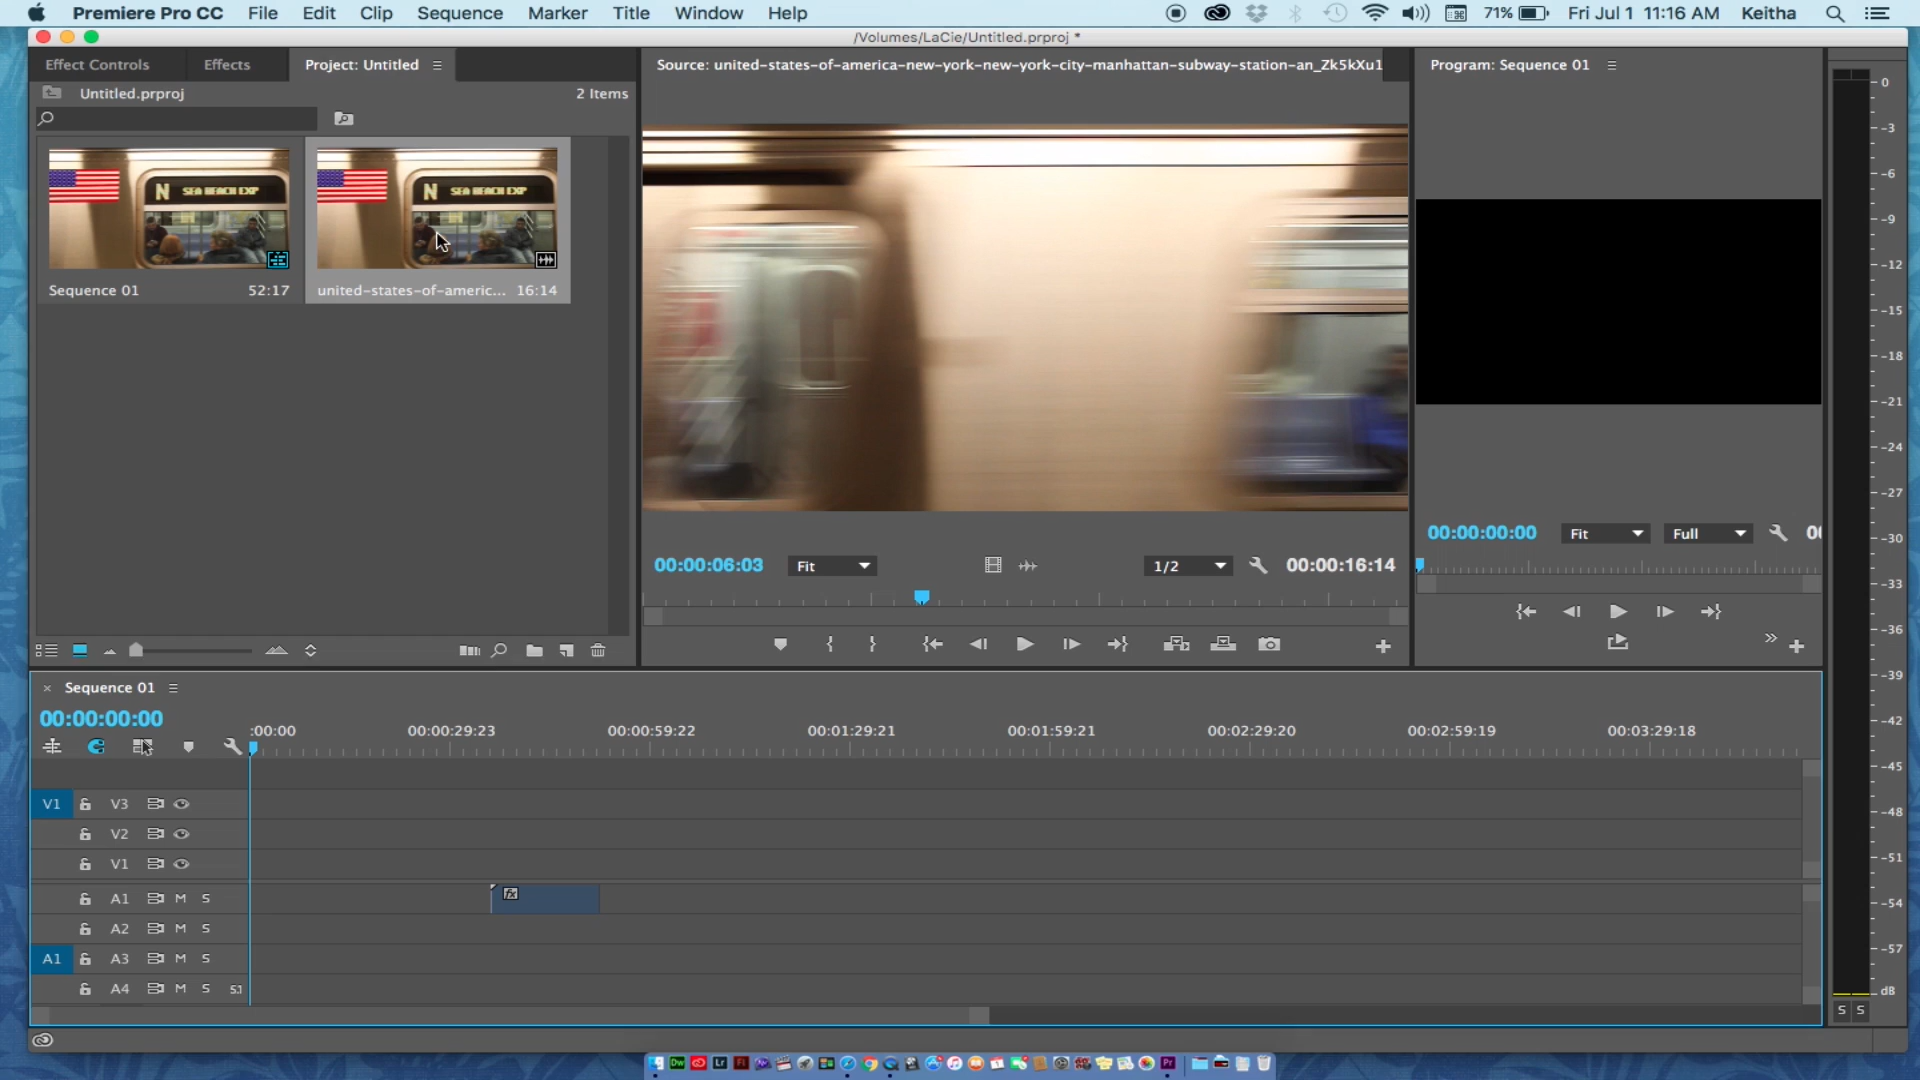 Premiere Pro CC File Edit Clip Sequence Marker Title Window Help 71% Fri Jul 1 11:16 AM Keitha
/Volumes/LaCie/Untitled.prproj *
Effect Controls Effects Project: Untitled
Untitled.prproj 2 Items
N SEA BEACH EXP
N SEA BEACH EXP
Sequence 01 52:17
united-states-of-americ... 16:14
Source: united-states-of-america-new-york-new-york-city-manhattan-subway-station-an_Zk5kXu1
00:00:06:03 Fit 1/2 00:00:16:14
Program: Sequence 01
00:00:00:00 Fit Full
Sequence 01
00:00:00:00
:00:00 00:00:29:23 00:00:59:22 00:01:29:21 00:01:59:21 00:02:29:20 00:02:59:19 00:03:29:18
V1 V3
V2
V1
A1 M S fx
A2 M S
A1 A3 M S
A4 M S 5.1
0
-3
-6
-9
-12
-15
-18
-21
-24
-27
-30
-33
-36
-39
-42
-45
-48
-51
-54
-57
dB
S S
Dw Lr Fl Pr